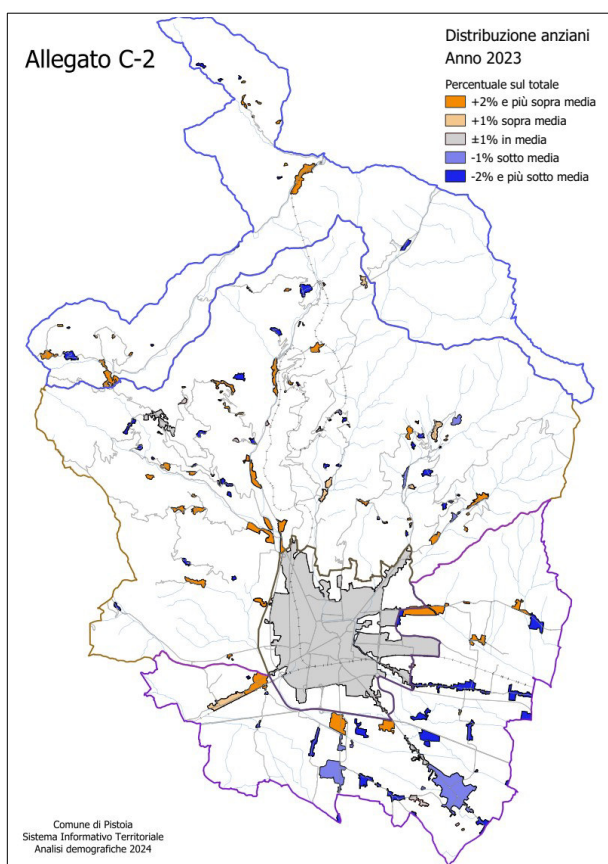 Allegato C-2
Distribuzione anziani
Anno 2023
Percentuale sul totale
+2% e più sopra media
+1% sopra media
±1% in media
-1% sotto media
-2% e più sotto media
Comune di Pistoia
Sistema Informativo Territoriale
Analisi demografiche 2024